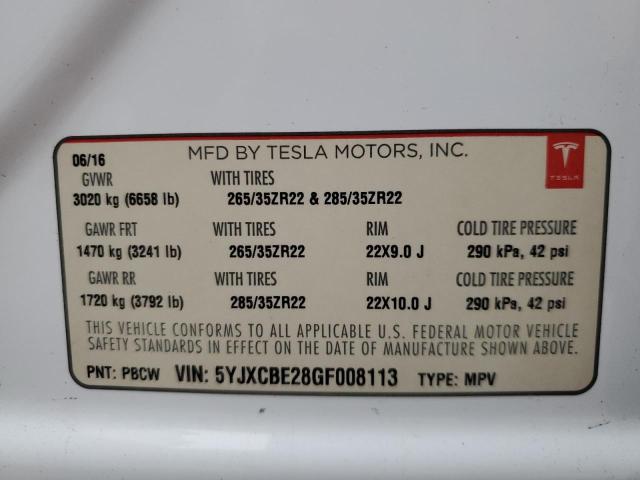 06/16 MFD BY TESLA MOTORS, INC.
TESLA
GVWR WITH TIRES
3020 kg (6658 lb) 265/35ZR22 & 285/35ZR22
GAWR FRT WITH TIRES RIM COLD TIRE PRESSURE
1470 kg (3241 lb) 265/35ZR22 22X9.0 J 290 kPa, 42 psi
GAWR RR WITH TIRES RIM COLD TIRE PRESSURE
1720 kg (3792 lb) 285/35ZR22 22X10.0 J 290 kPa, 42 psi
THIS VEHICLE CONFORMS TO ALL APPLICABLE U.S. FEDERAL MOTOR VEHICLE
SAFETY STANDARDS IN EFFECT ON THE DATE OF MANUFACTURE SHOWN ABOVE.
PNT: PBCW VIN: 5YJXCBE28GF008113 TYPE: MPV